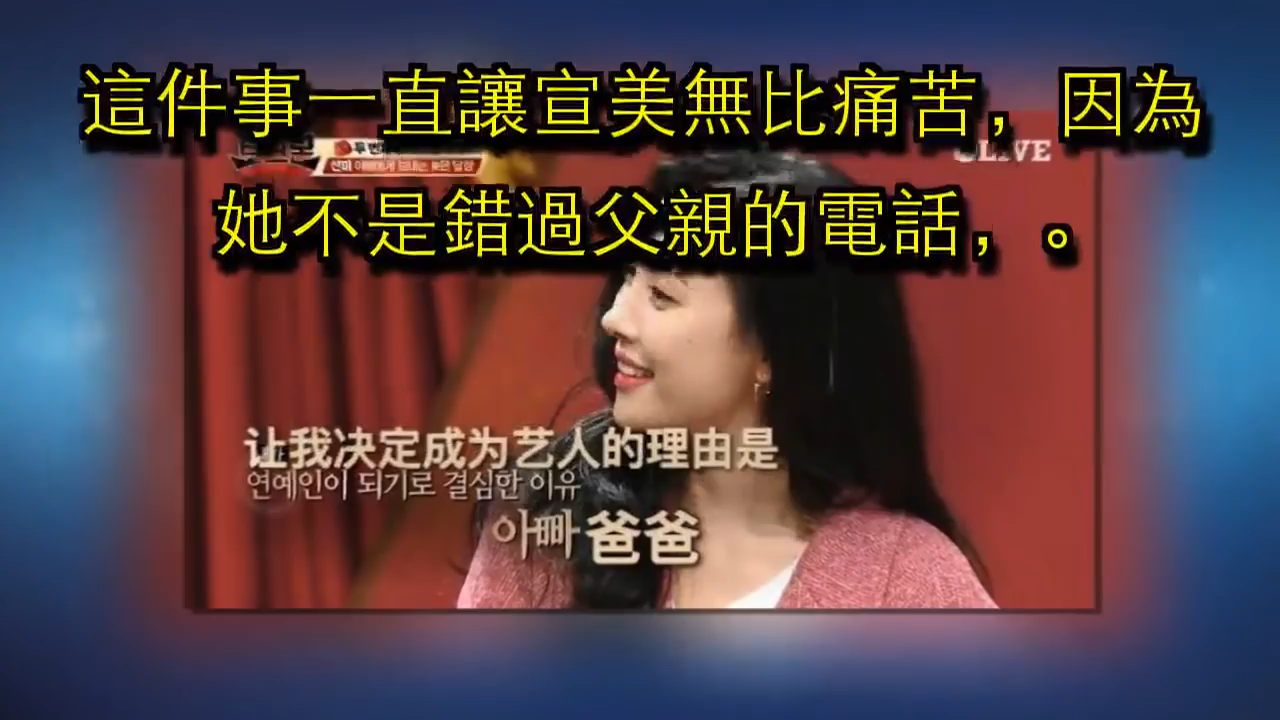 這件事一直讓宣美無比痛苦，因為
她不是錯過父親的電話，。
LIVE
让我决定成为艺人的理由是
연예인이 되기로 결심한 이유
아빠 爸爸